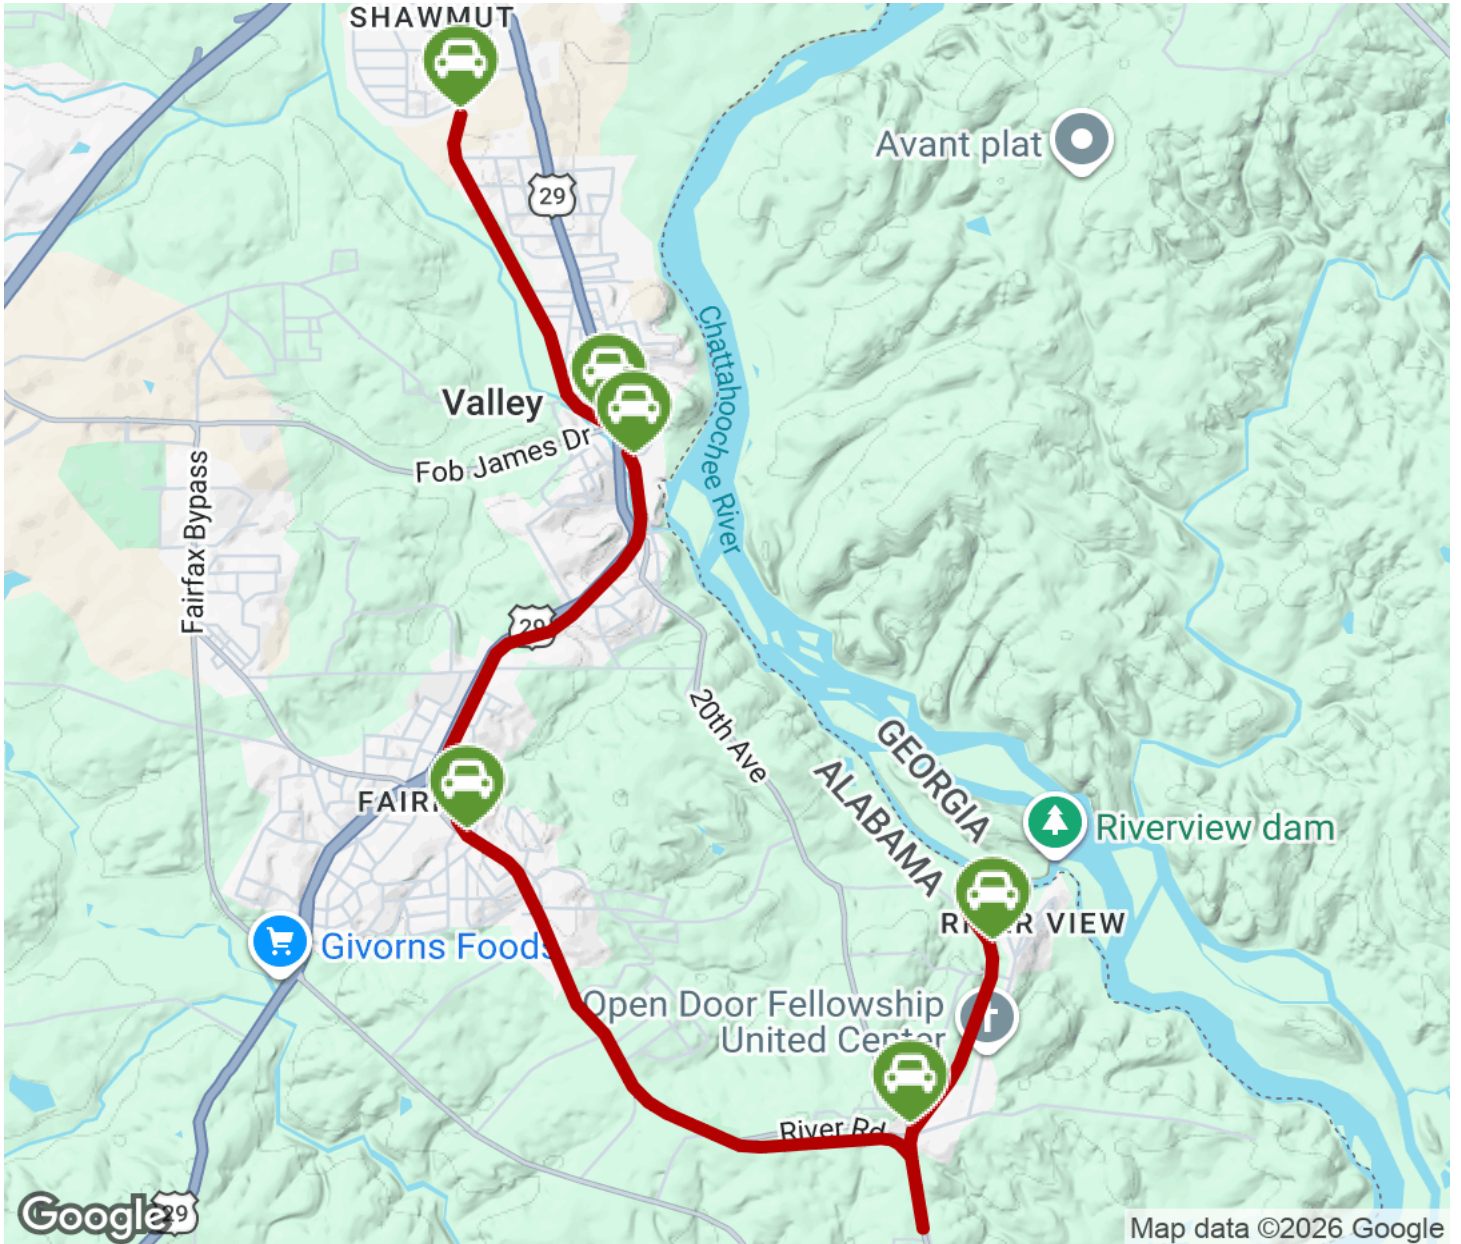 SHAWMUT
29
Avant plat
Chattahoochee River
Valley
Fob James Dr
Fairfax Bypass
29
20th Ave
GEORGIA
ALABAMA
Riverview dam
RIVER VIEW
Givorns Foods
Open Door Fellowship
United Center
River Rd
29
Google
Map data ©2026 Google